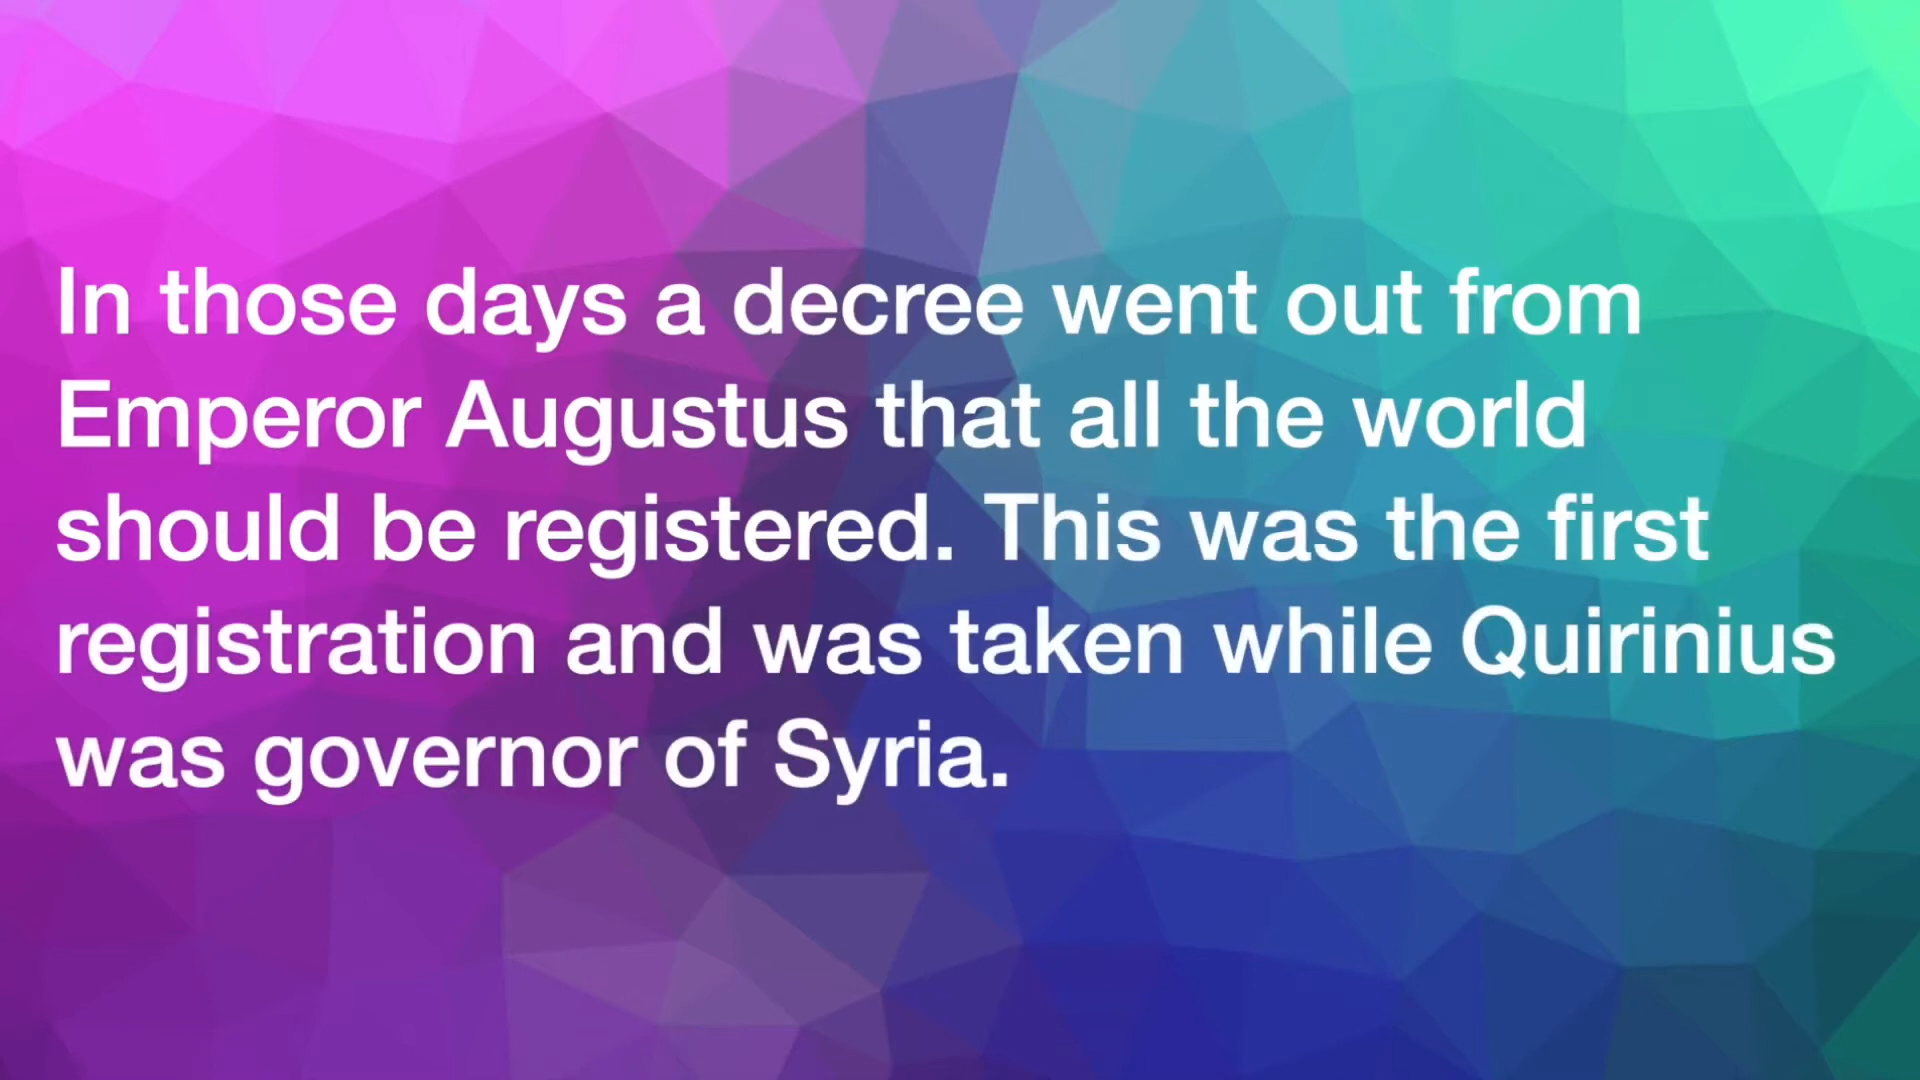 In those days a decree went out from
Emperor Augustus that all the world
should be registered. This was the first
registration and was taken while Quirinius
was governor of Syria.